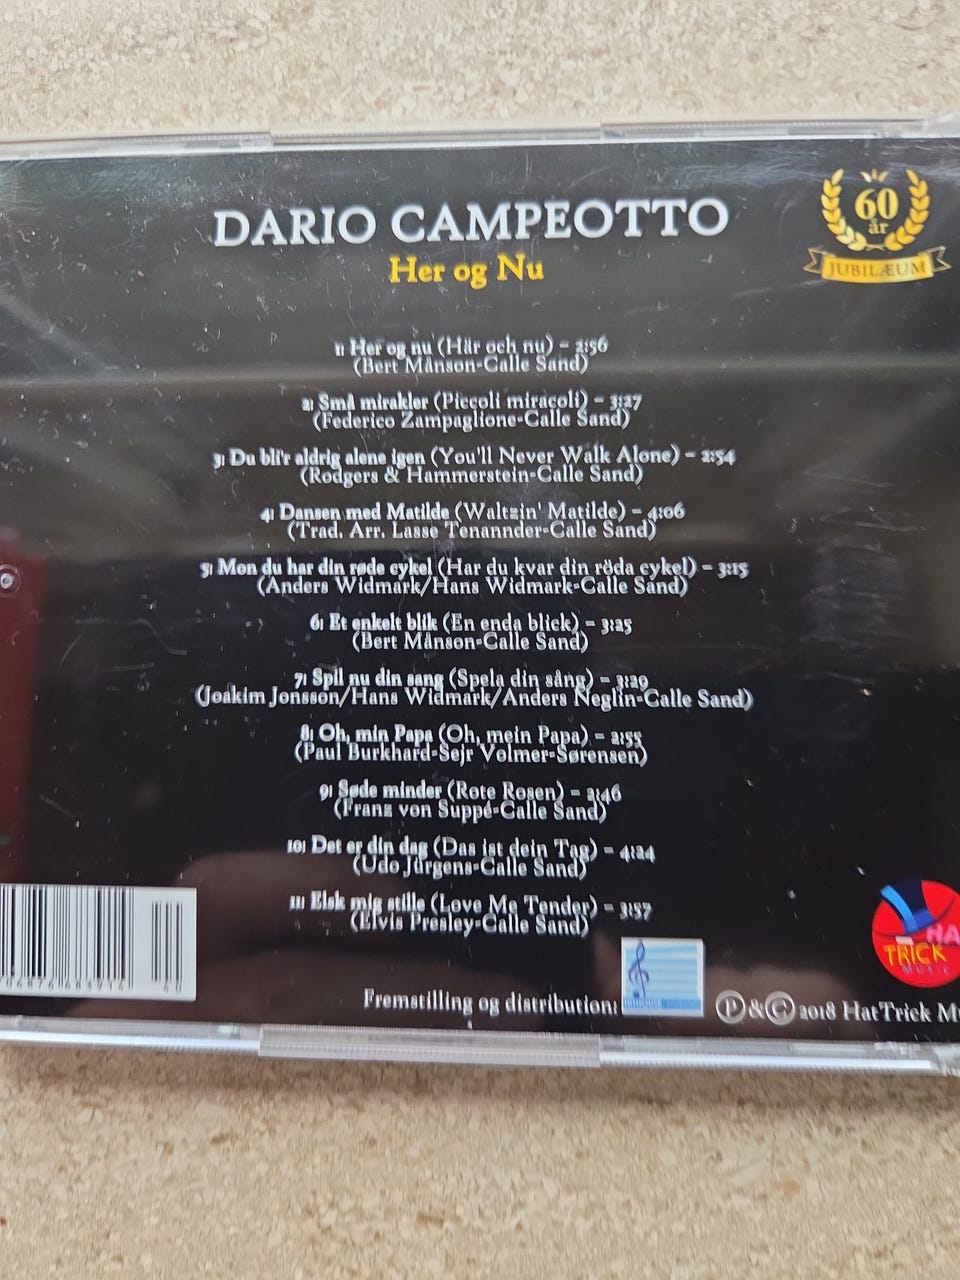 DARIO CAMPEOTTO
Her og Nu
60
år
JUBILÆUM
1: Her og nu (Här och nu) - 2:56
(Bert Månson-Calle Sand)
2: Små mirakler (Piccoli miracoli) - 3:27
(Federico Zampaglione-Calle Sand)
3: Du bli'r aldrig alene igen (You'll Never Walk Alone) - 2:54
(Rodgers & Hammerstein-Calle Sand)
4: Dansen med Matilde (Waltzin' Matilde) - 4:06
(Trad. Arr. Lasse Tenannder-Calle Sand)
5: Mon du har din røde cykel (Har du kvar din röda cykel) - 3:15
(Anders Widmark/Hans Widmark-Calle Sand)
6: Et enkelt blik (En enda blick) - 3:25
(Bert Månson-Calle Sand)
7: Spil nu din sang (Spela din sång) - 3:29
(Joakim Jonsson/Hans Widmark/Anders Neglin-Calle Sand)
8: Oh, min Papa (Oh, mein Papa) - 2:55
(Paul Burkhard-Sejr Volmer-Sørensen)
9: Søde minder (Rote Rosen) - 2:46
(Franz von Suppé-Calle Sand)
10: Det er din dag (Das ist dein Tag) - 4:24
(Udo Jürgens-Calle Sand)
11: Elsk mig stille (Love Me Tender) - 3:57
(Elvis Presley-Calle Sand)
HA
TRICK
MUSIC
Fremstilling og distribution:
Ⓟ&© 2018 HatTrick Mu